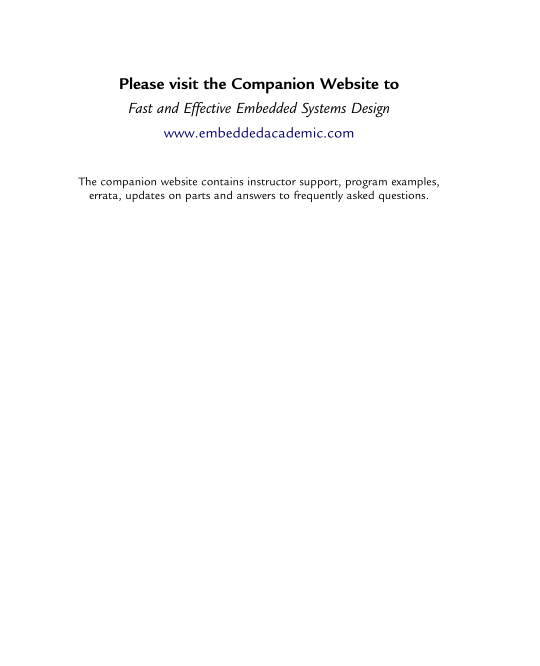 Please visit the Companion Website to
Fast and Effective Embedded Systems Design
www.embeddedacademic.com
The companion website contains instructor support, program examples,
errata, updates on parts and answers to frequently asked questions.